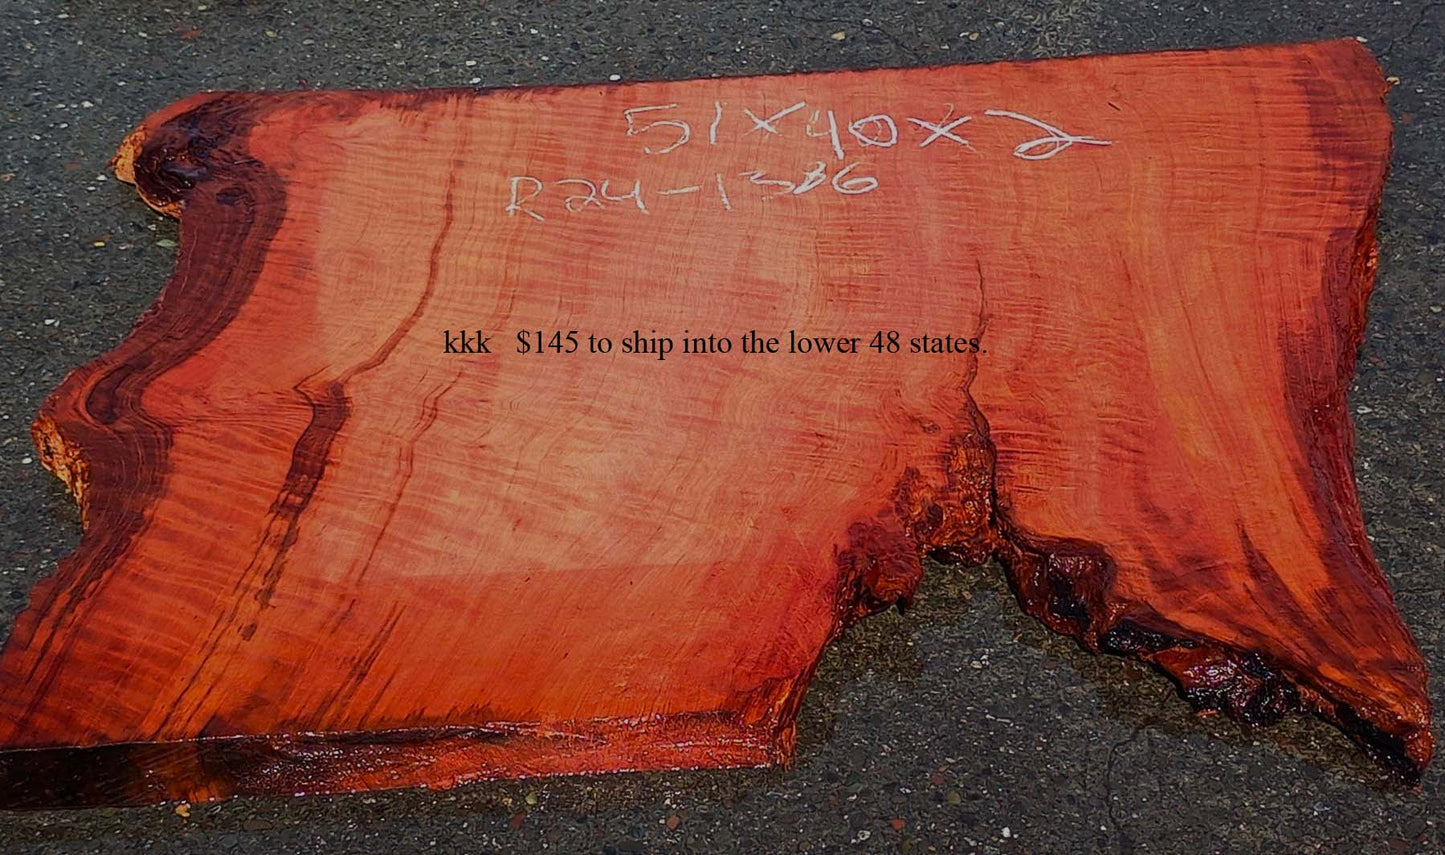 51x40x2
R24-1386
kkk $145 to ship into the lower 48 states.